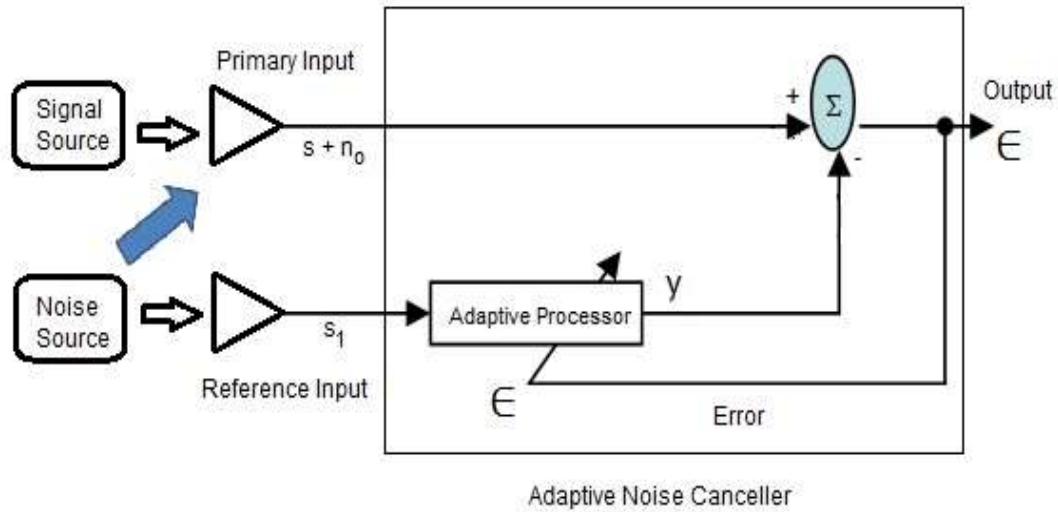 Primary Input
Signal
Source
s + n₀
+
Σ
-
Output
∈
Noise
Source
s₁
Reference Input
Adaptive Processor
y
∈
Error
Adaptive Noise Canceller